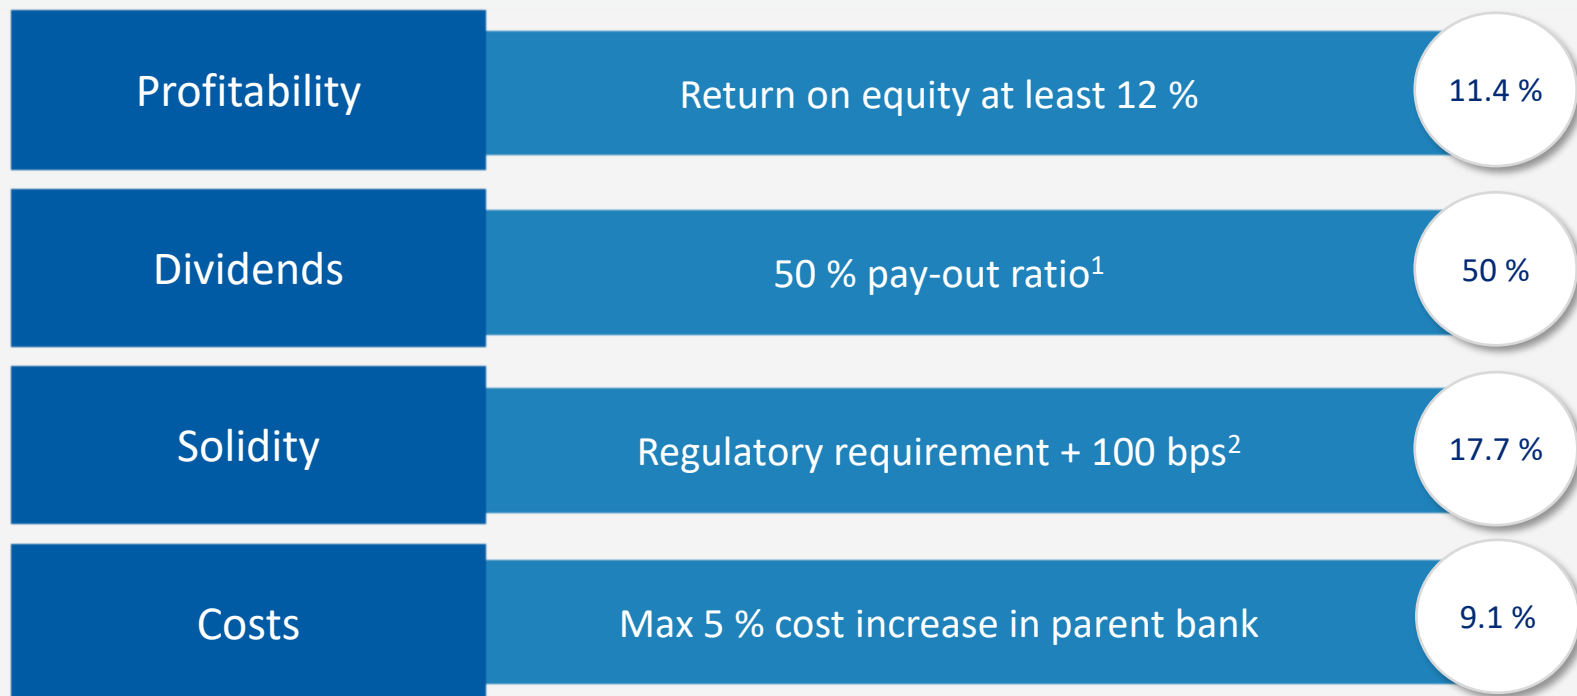 Profitability
Return on equity at least 12 %
11.4 %
Dividends
50 % pay-out ratio¹
50 %
Solidity
Regulatory requirement + 100 bps²
17.7 %
Costs
Max 5 % cost increase in parent bank
9.1 %